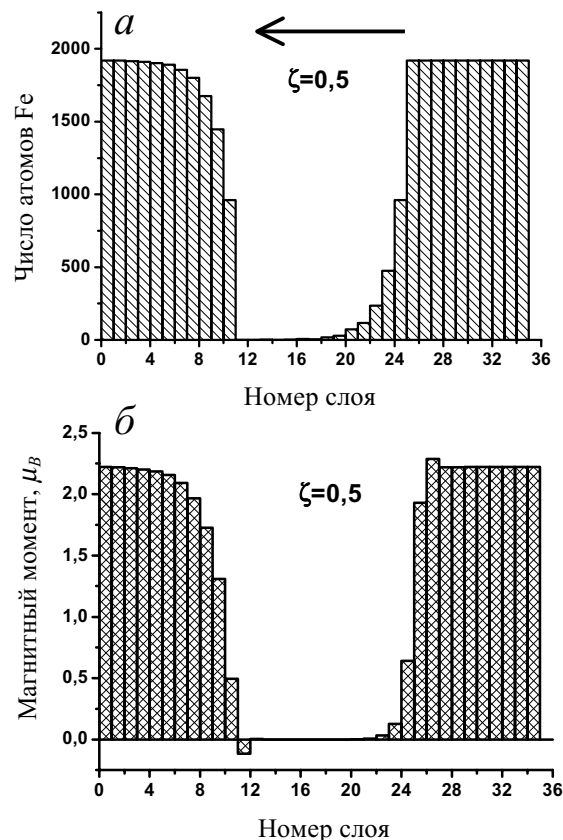 а
ζ=0,5
Число атомов Fe
2000
1500
1000
500
0
0 4 8 12 16 20 24 28 32 36
Номер слоя
б
ζ=0,5
Магнитный момент, μB
2,5
2,0
1,5
1,0
0,5
0,0
0 4 8 12 16 20 24 28 32 36
Номер слоя